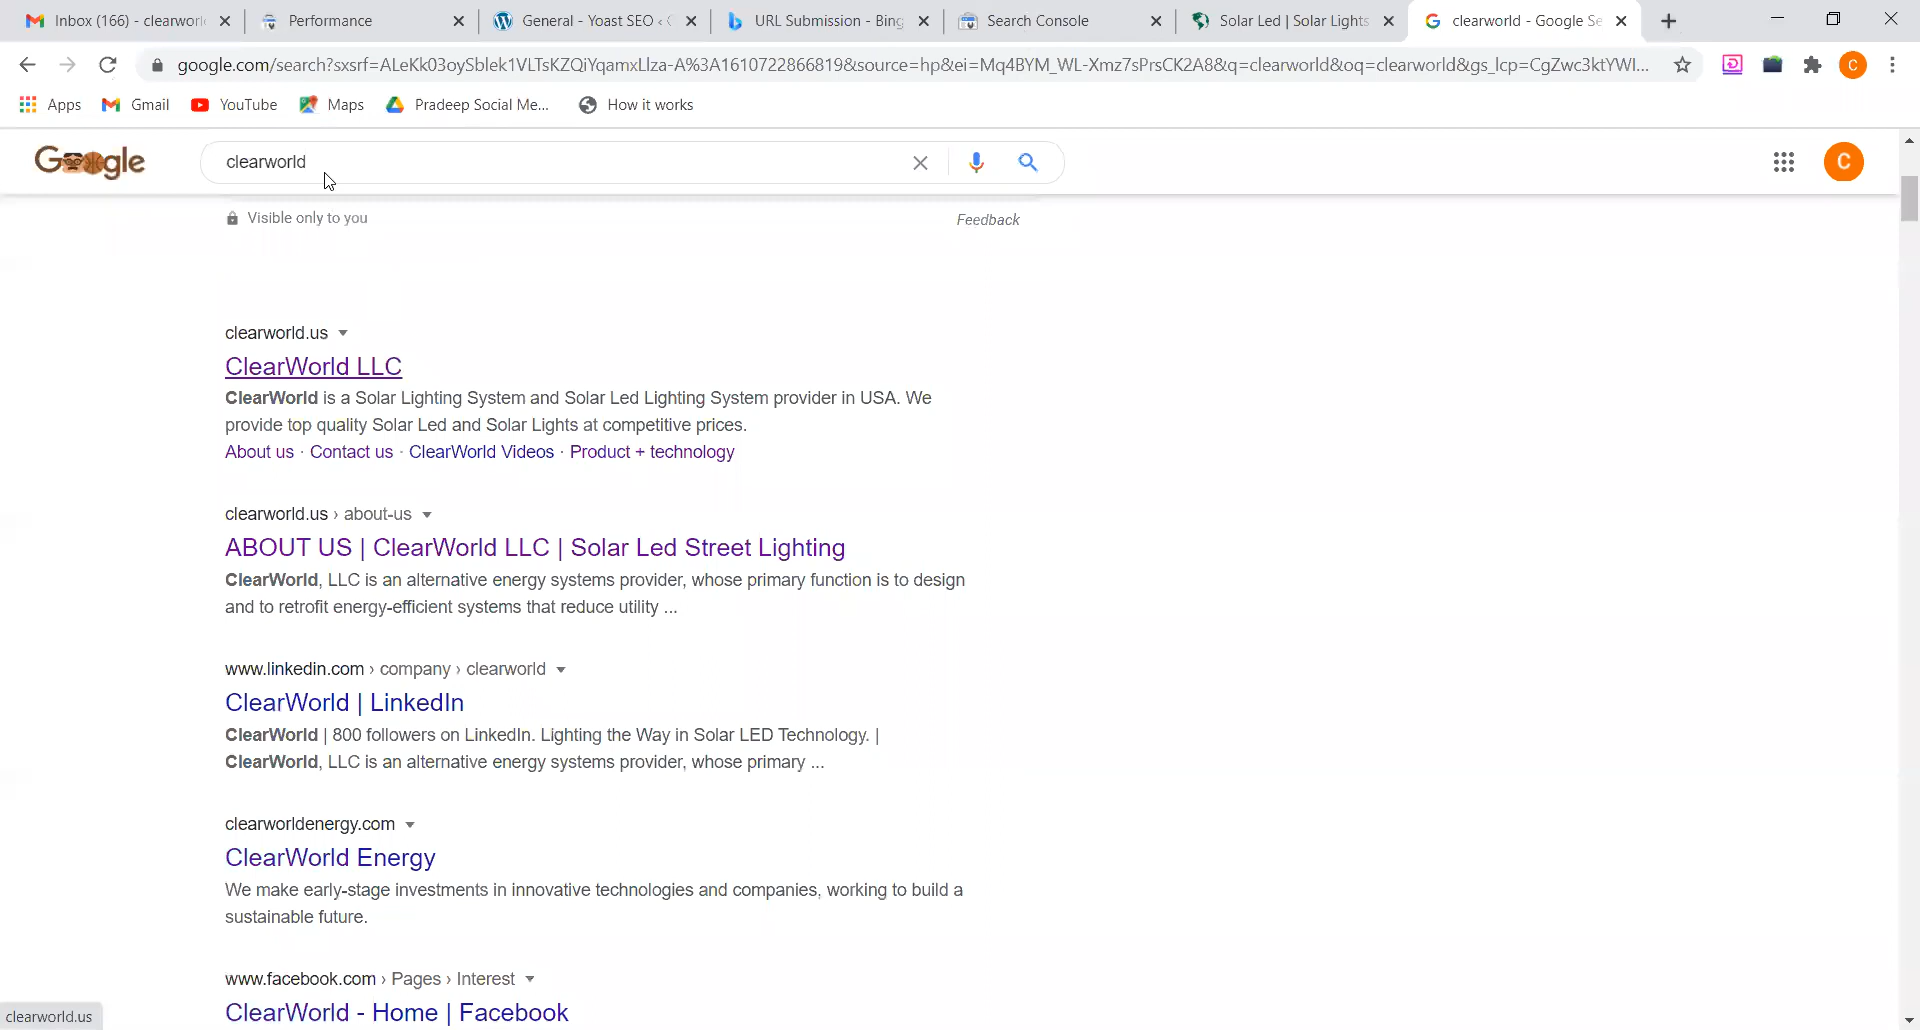 Inbox (166) - clearworl
Performance
General - Yoast SEO ‹ C
URL Submission - Bing
Search Console
Solar Led | Solar Lights
clearworld - Google Se
google.com/search?sxsrf=ALeKk03oySblek1VLTsKZQiYqamxLlza-A%3A1610722866819&source=hp&ei=Mq4BYM_WL-Xmz7sPrsCK2A8&q=clearworld&oq=clearworld&gs_lcp=CgZwc3ktYWI...
C
Apps
Gmail
YouTube
Maps
Pradeep Social Me...
How it works
Google
clearworld
C
Visible only to you
Feedback
clearworld.us
ClearWorld LLC
ClearWorld is a Solar Lighting System and Solar Led Lighting System provider in USA. We
provide top quality Solar Led and Solar Lights at competitive prices.
About us · Contact us · ClearWorld Videos · Product + technology
clearworld.us › about-us
ABOUT US | ClearWorld LLC | Solar Led Street Lighting
ClearWorld, LLC is an alternative energy systems provider, whose primary function is to design
and to retrofit energy-efficient systems that reduce utility ...
www.linkedin.com › company › clearworld
ClearWorld | LinkedIn
ClearWorld | 800 followers on LinkedIn. Lighting the Way in Solar LED Technology. |
ClearWorld, LLC is an alternative energy systems provider, whose primary ...
clearworldenergy.com
ClearWorld Energy
We make early-stage investments in innovative technologies and companies, working to build a
sustainable future.
www.facebook.com › Pages › Interest
ClearWorld - Home | Facebook
clearworld.us